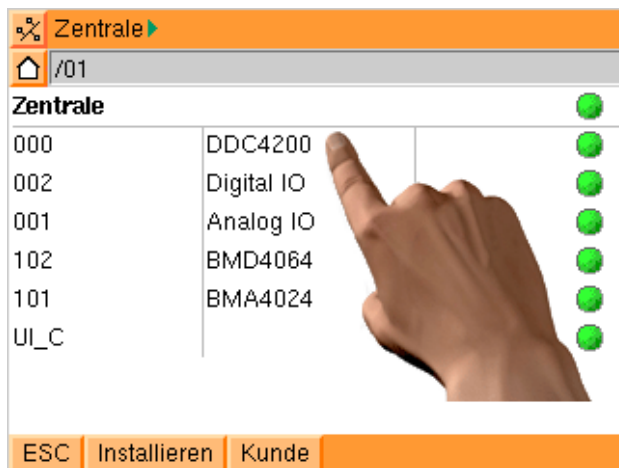 Zentrale
/01
Zentrale
000 DDC4200
002 Digital IO
001 Analog IO
102 BMD4064
101 BMA4024
UI_C
ESC Installieren Kunde